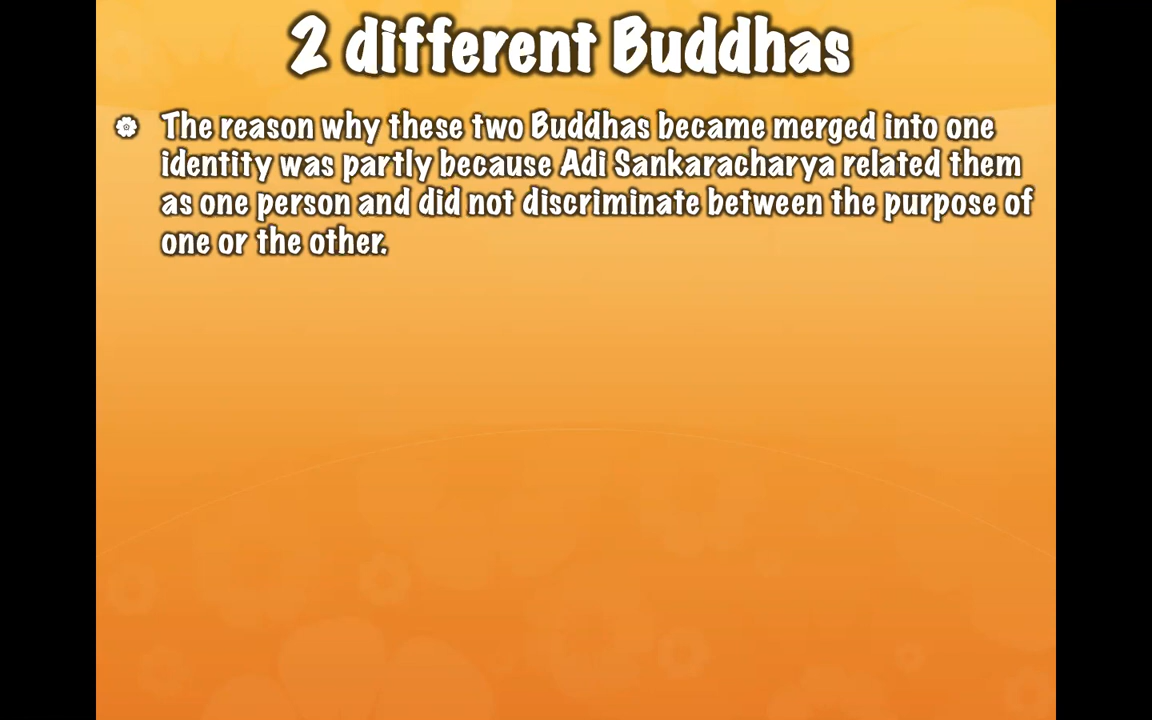 2 different Buddhas
The reason why these two Buddhas became merged into one
identity was partly because Adi Sankaracharya related them
as one person and did not discriminate between the purpose of
one or the other.